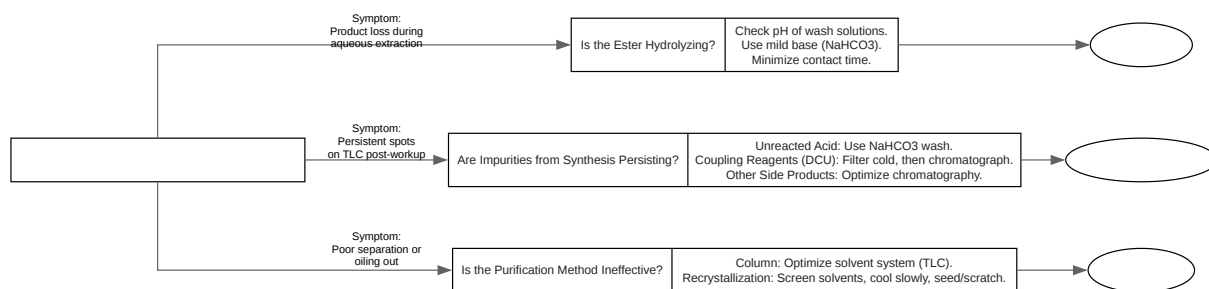 Symptom:
Product loss during
aqueous extraction
Is the Ester Hydrolyzing?
Check pH of wash solutions.
Use mild base (NaHCO3).
Minimize contact time.
Symptom:
Persistent spots
on TLC post-workup
Are Impurities from Synthesis Persisting?
Unreacted Acid: Use NaHCO3 wash.
Coupling Reagents (DCU): Filter cold, then chromatograph.
Other Side Products: Optimize chromatography.
Symptom:
Poor separation or
oiling out
Is the Purification Method Ineffective?
Column: Optimize solvent system (TLC).
Recrystallization: Screen solvents, cool slowly, seed/scratch.